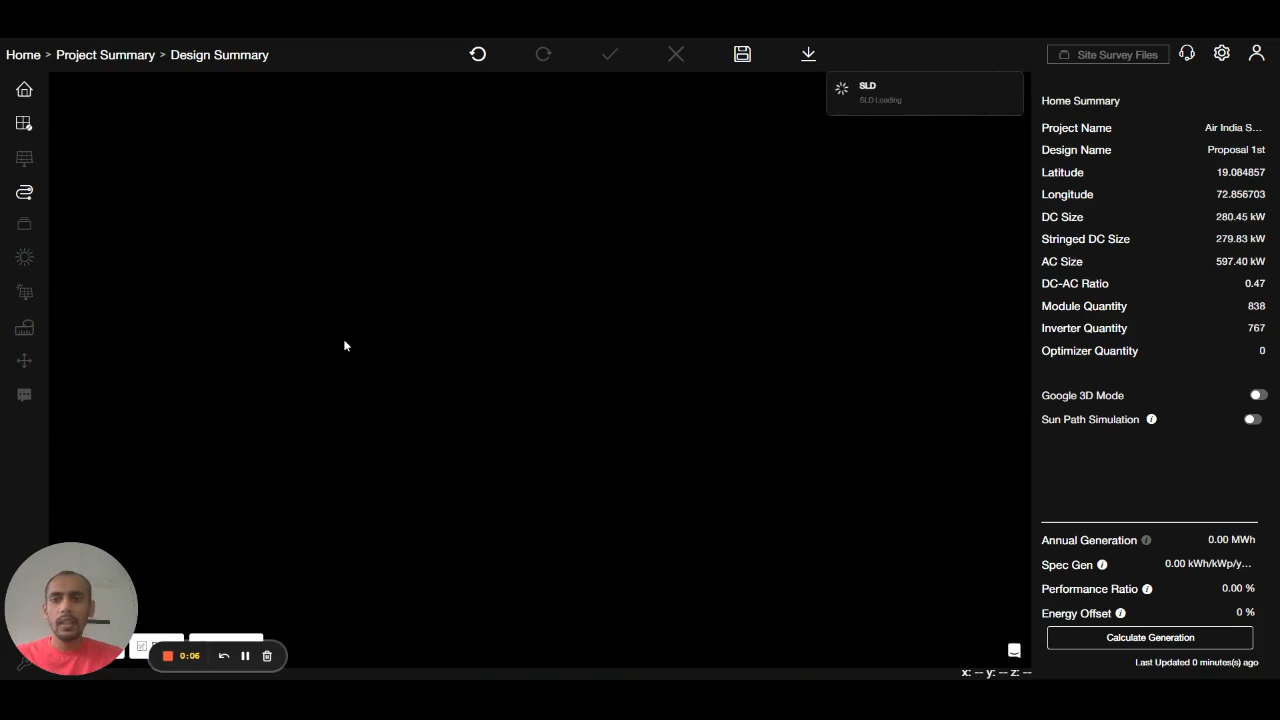 Home > Project Summary > Design Summary
Site Survey Files
SLD
SLD Loading
Home Summary
Project Name Air India S...
Design Name Proposal 1st
Latitude 19.084857
Longitude 72.856703
DC Size 280.45 kW
Stringed DC Size 279.83 kW
AC Size 597.40 kW
DC-AC Ratio 0.47
Module Quantity 838
Inverter Quantity 767
Optimizer Quantity 0
Google 3D Mode
Sun Path Simulation
Annual Generation 0.00 MWh
Spec Gen 0.00 kWh/kWp/y...
Performance Ratio 0.00 %
Energy Offset 0 %
Calculate Generation
Last Updated 0 minutes(s) ago
0:06
x: -- y: -- z: --